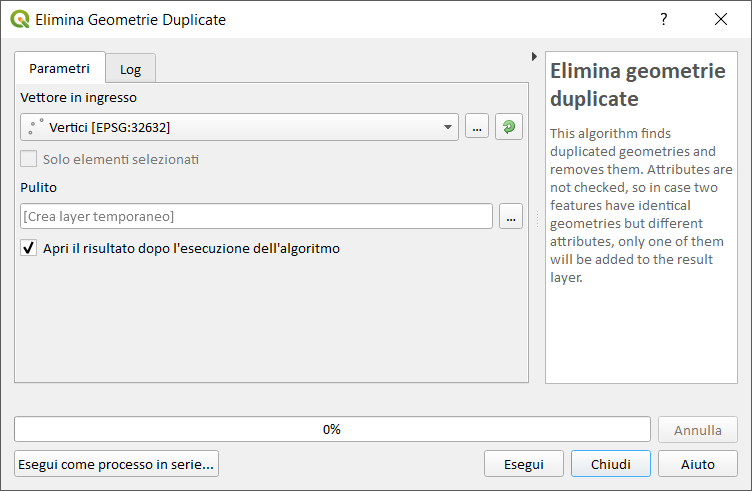 Elimina Geometrie Duplicate
?
Parametri
Log
Vettore in ingresso
Vertici [EPSG:32632]
...
Solo elementi selezionati
Pulito
[Crea layer temporaneo]
...
Apri il risultato dopo l'esecuzione dell'algoritmo
Elimina geometrie
duplicate
This algorithm finds
duplicated geometries and
removes them. Attributes are
not checked, so in case two
features have identical
geometries but different
attributes, only one of them
will be added to the result
layer.
0%
Annulla
Esegui come processo in serie...
Esegui
Chiudi
Aiuto